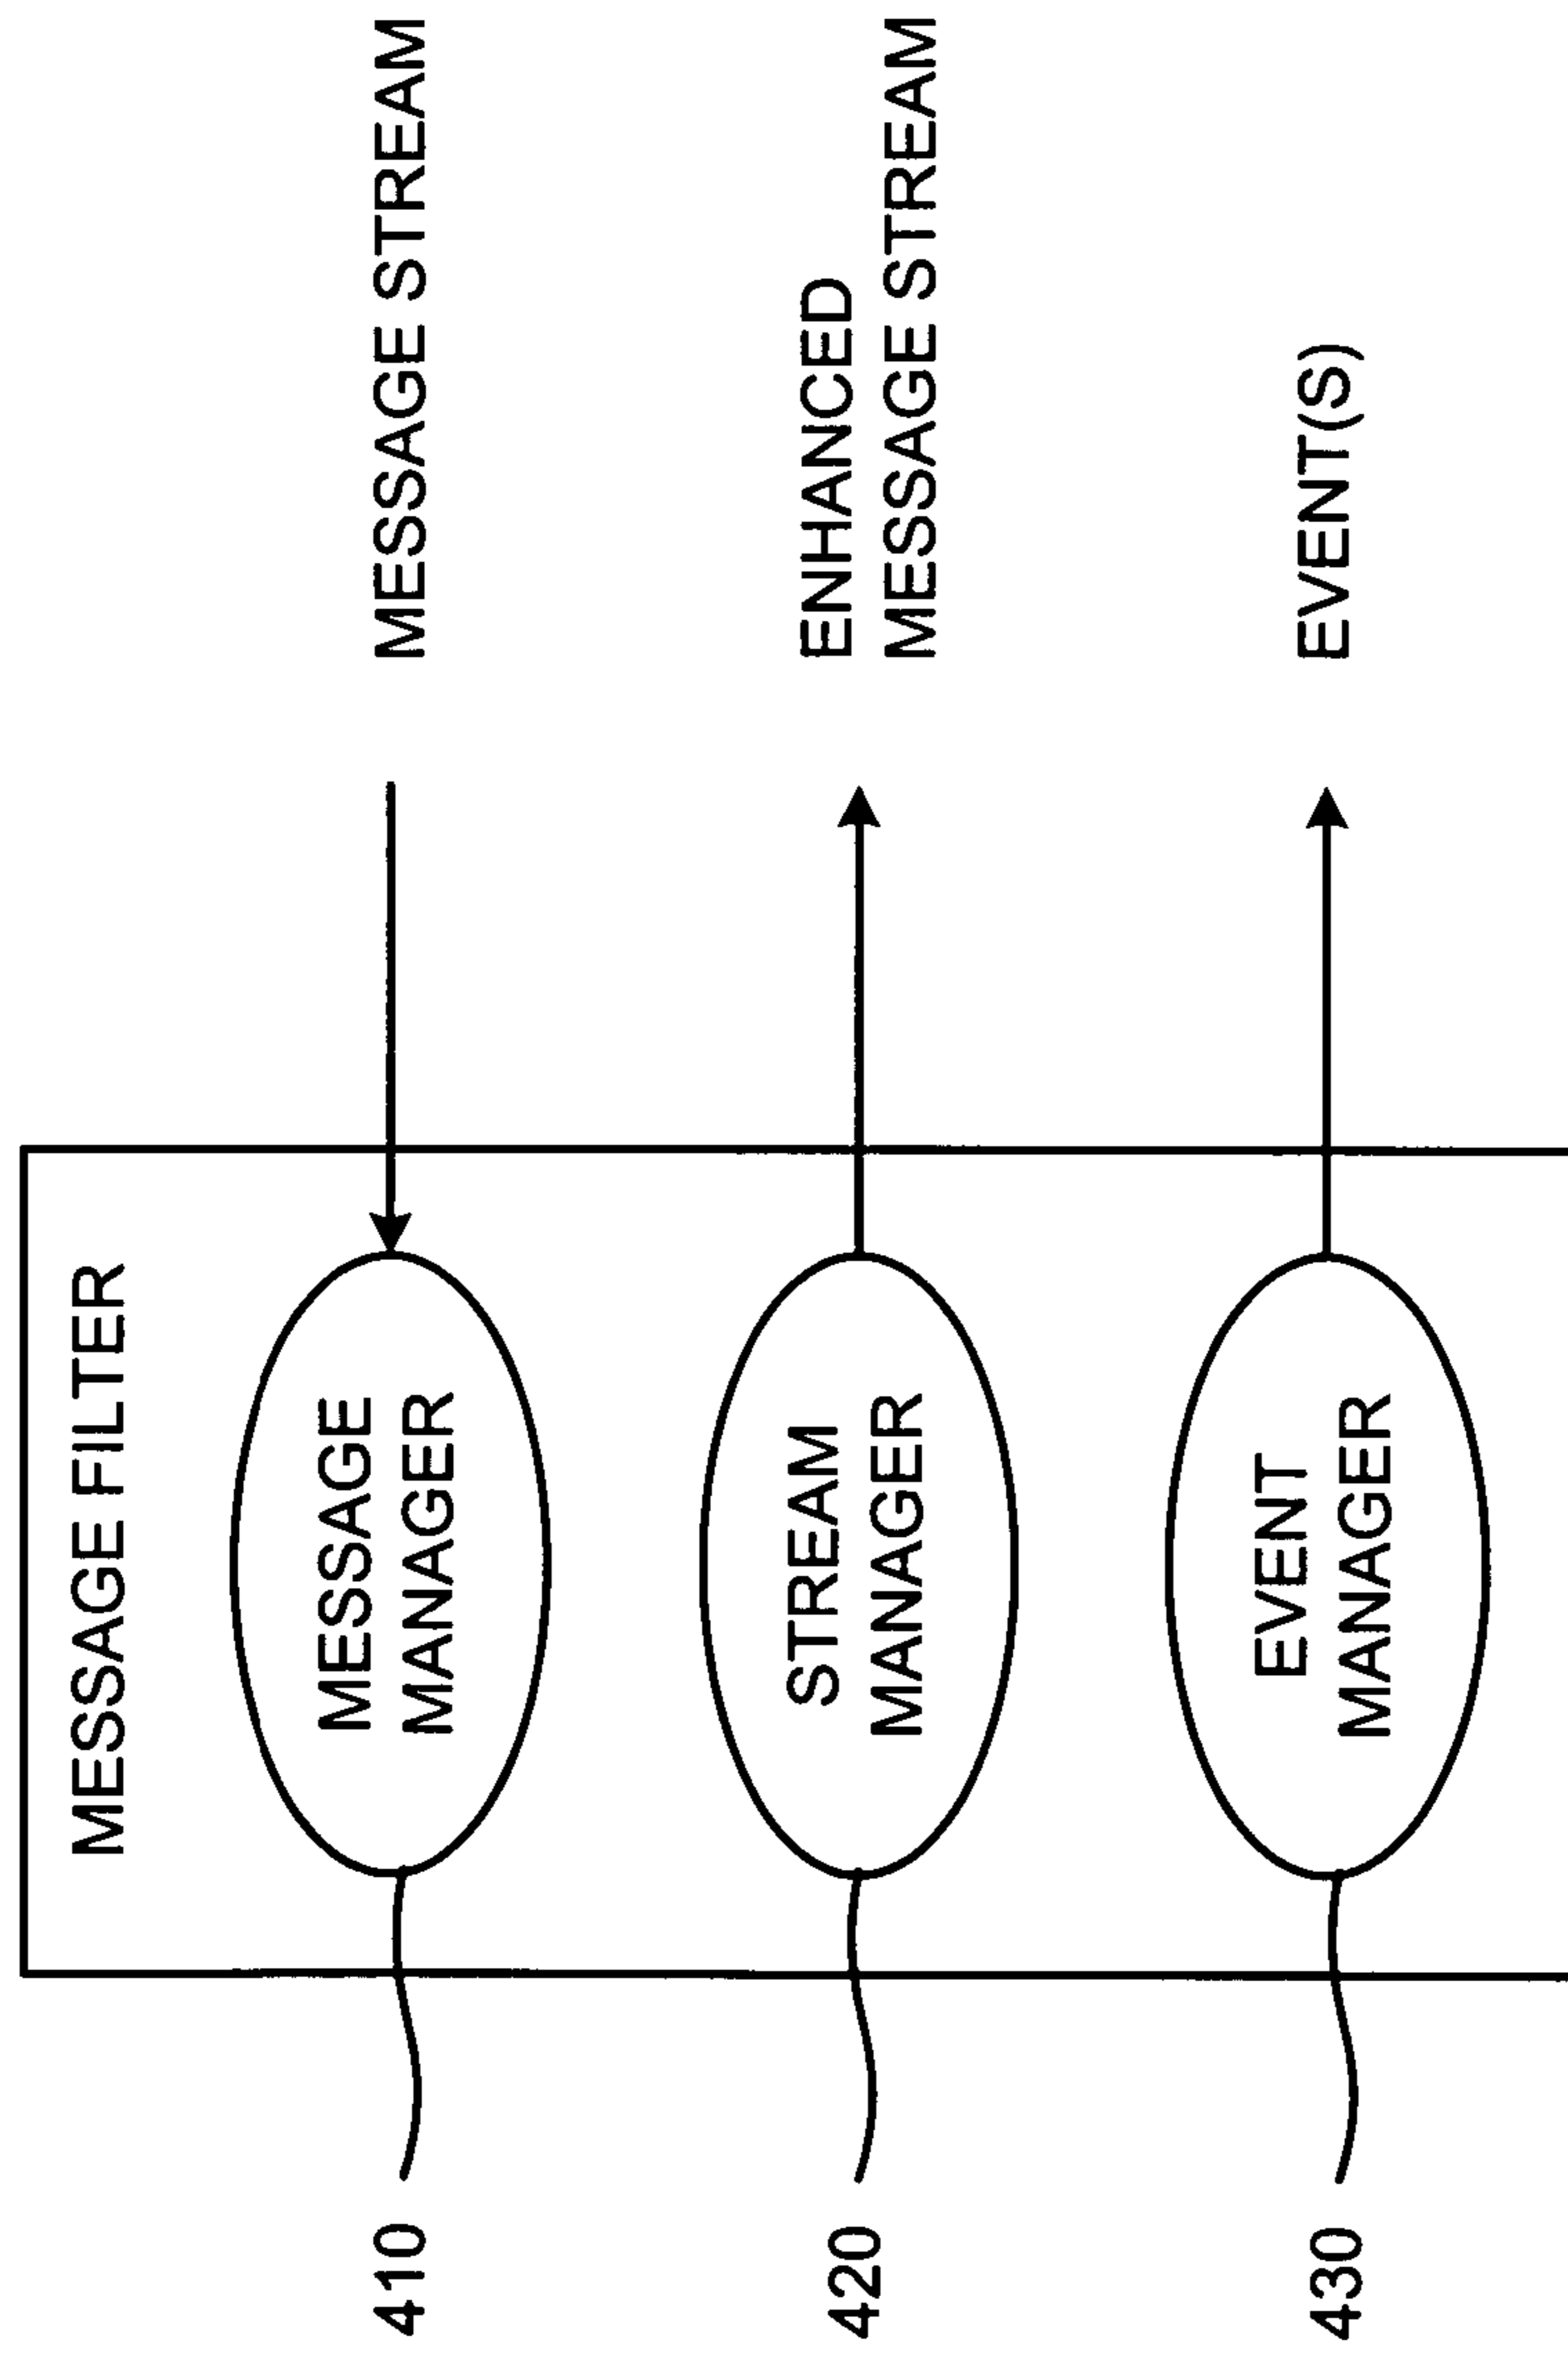 MESSAGE FILTER
410
MESSAGE
MANAGER
MESSAGE STREAM
420
STREAM
MANAGER
ENHANCED
MESSAGE STREAM
430
EVENT
MANAGER
EVENT(S)